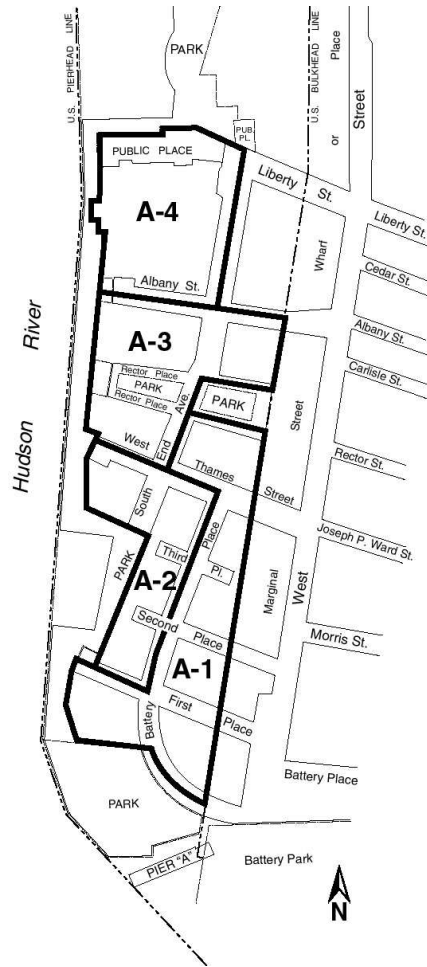 PARK
U.S. PIERHEAD LINE
U.S. BULKHEAD LINE
Place
or
Street
PUB.
PL.
PUBLIC PLACE
Liberty St.
A-4
Liberty St.
Wharf
Cedar St.
Albany St.
Albany St.
River
A-3
Carlisle St.
Rector Place
PARK
Rector Place
Ave.
PARK
Street
West
End
Rector St.
Hudson
Thames
Street
South
Place
Joseph P. Ward St.
Third
Pl.
PARK
A-2
Marginal
West
Second
Place
Morris St.
A-1
First
Place
Battery
Battery Place
PARK
PIER "A"
Battery Park
N